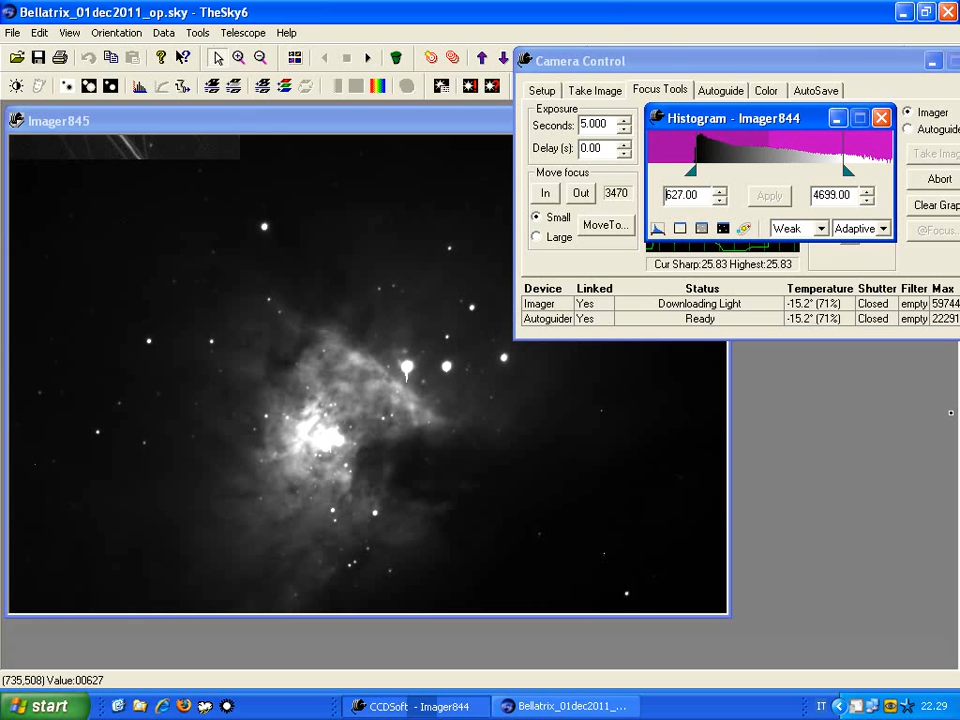 Bellatrix_01dec2011_op.sky - TheSky6
File Edit View Orientation Data Tools Telescope Help
Imager845
Camera Control
Setup Take Image Focus Tools Autoguide Color AutoSave
Exposure
Seconds: 5.000
Delay (s): 0.00
Move focus
In Out 3470
Small
Large
MoveTo...
Histogram - Imager844
627.00 Apply 4699.00
Weak Adaptive
Cur Sharp:25.83 Highest:25.83
Imager
Autoguide
Take Imag
Abort
Clear Grap
@Focus
Device Linked Status Temperature Shutter Filter Max
Imager Yes Downloading Light -15.2° (71%) Closed empty 59744
Autoguider Yes Ready -15.2° (71%) Closed empty 22291
(735,508) Value:00627
start
CCDSoft - Imager844
Bellatrix_01dec2011_...
IT
22.29